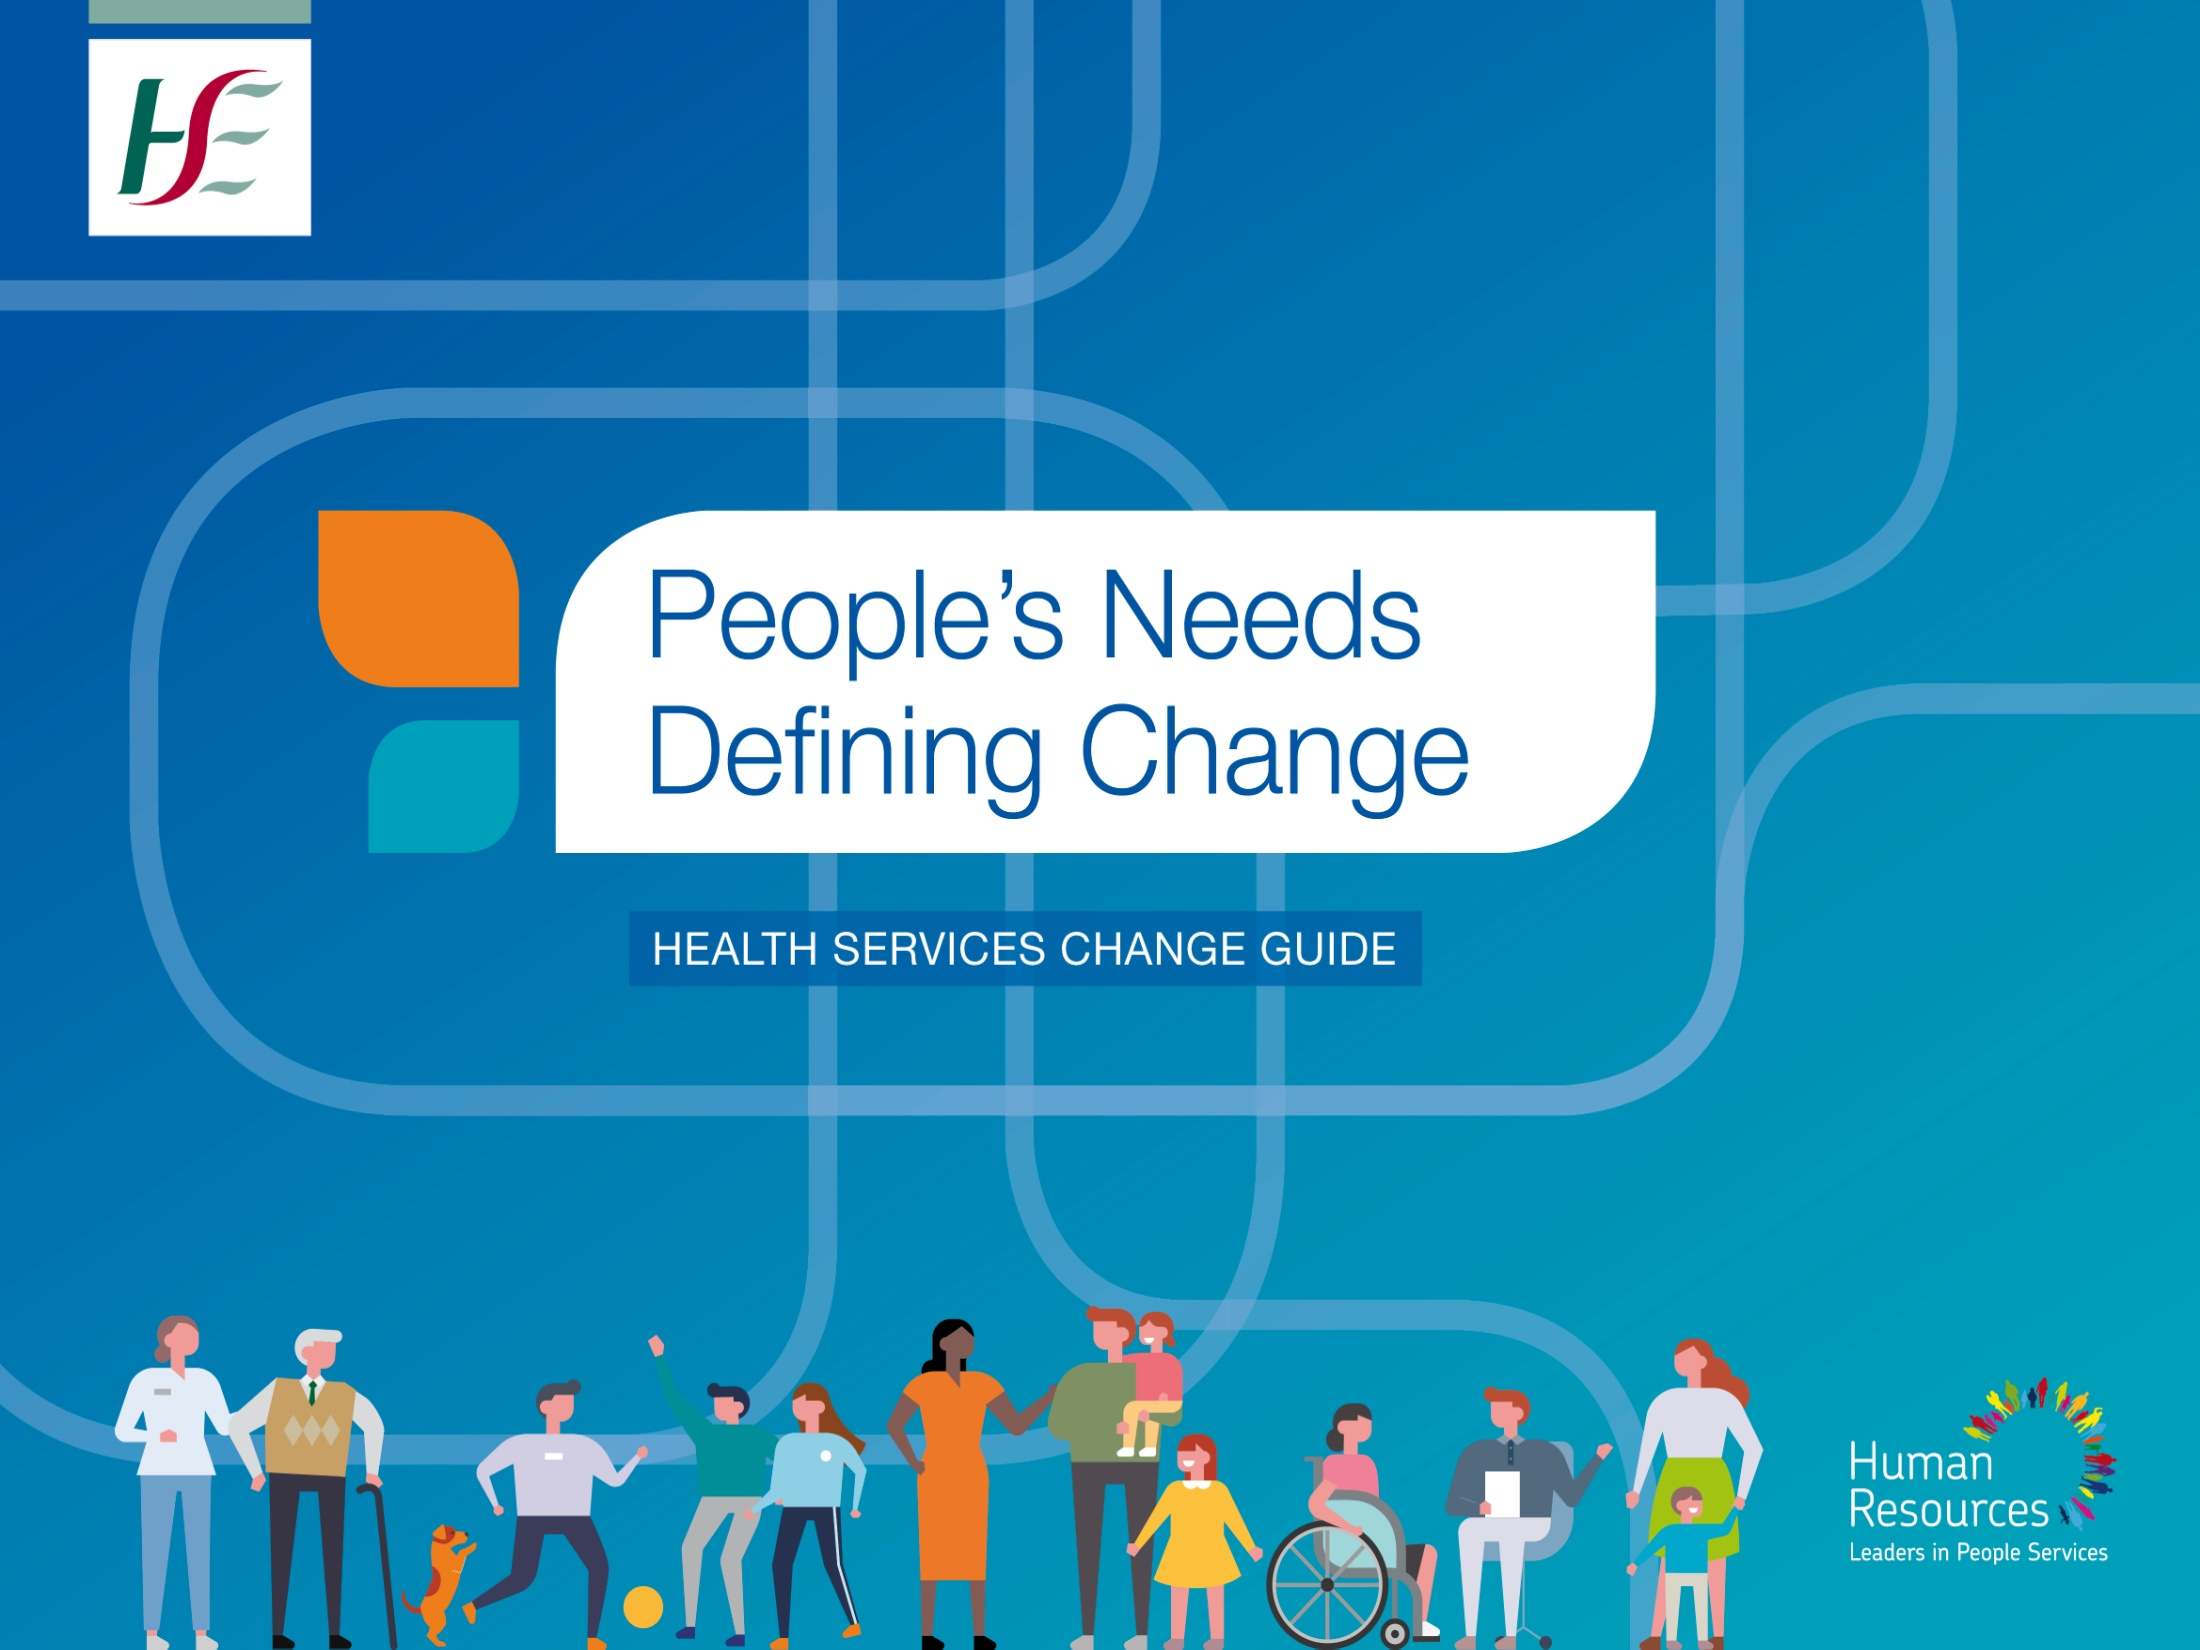 HSE
People’s Needs
Defining Change
HEALTH SERVICES CHANGE GUIDE
Human
Resources
Leaders in People Services